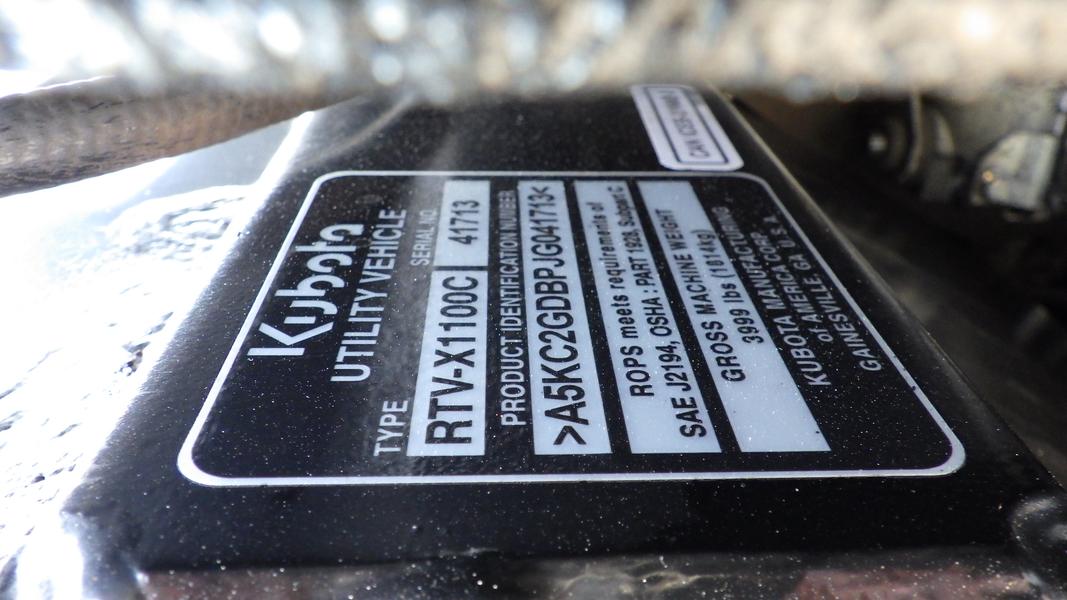 Kubota
UTILITY VEHICLE
TYPE SERIAL NO.
RTV-X1100C 41713
PRODUCT IDENTIFICATION NUMBER
>A5KC2GDBPJG041713<
ROPS meets requirements of
SAE J2194, OSHA : PART 1928, Subpart C
GROSS MACHINE WEIGHT
3999 lbs (1814kg)
KUBOTA MANUFACTURING
of AMERICA CORP.
GAINESVILLE, GA U.S.A.